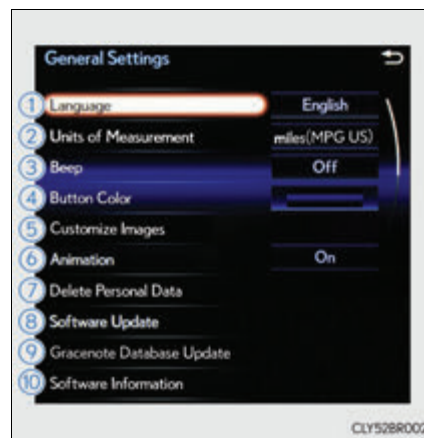 General Settings
1 Language English
2 Units of Measurement miles(MPG US)
3 Beep Off
4 Button Color
5 Customize Images
6 Animation On
7 Delete Personal Data
8 Software Update
9 Gracenote Database Update
10 Software Information
CLY52BR002